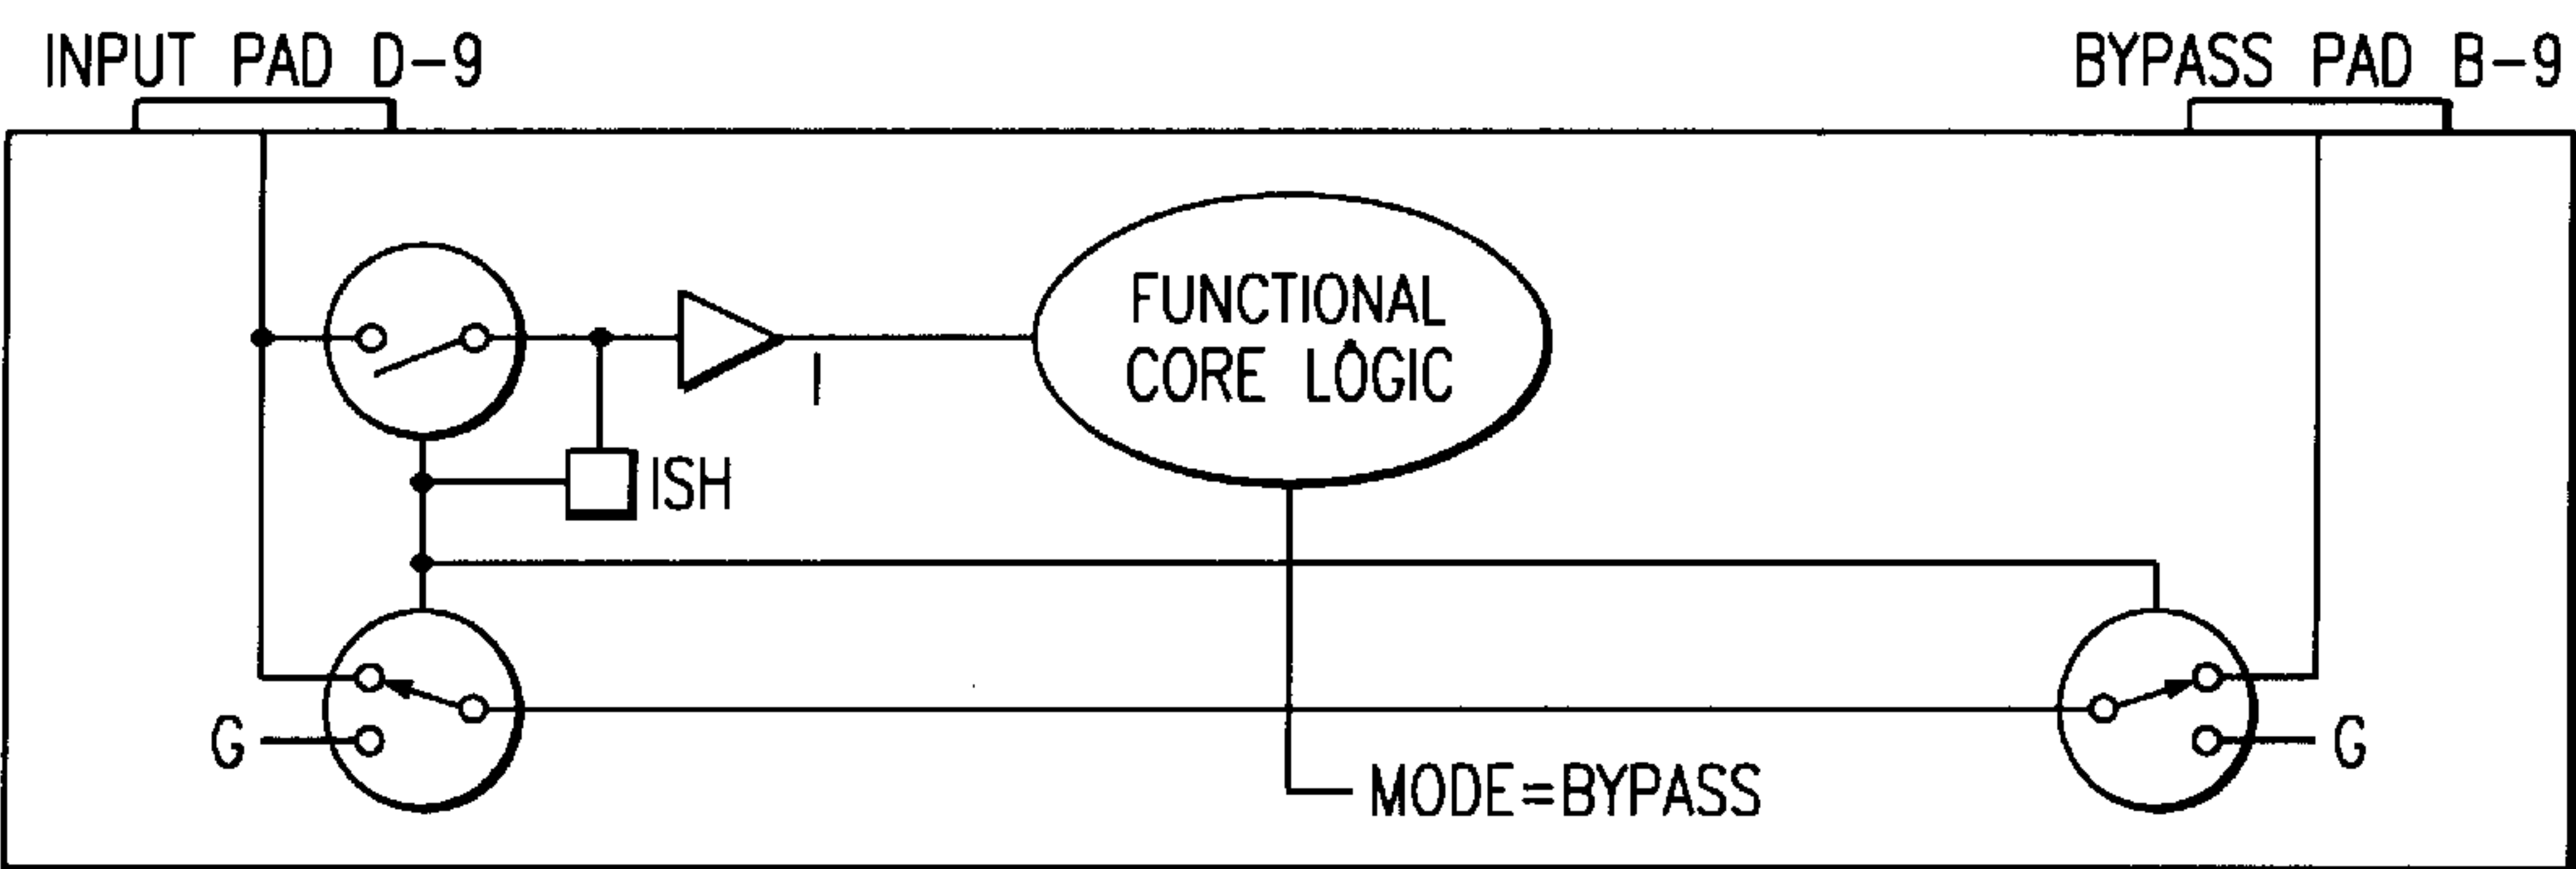 INPUT PAD D-9
BYPASS PAD B-9
FUNCTIONAL
CORE LOGIC
I
ISH
G
G
MODE=BYPASS